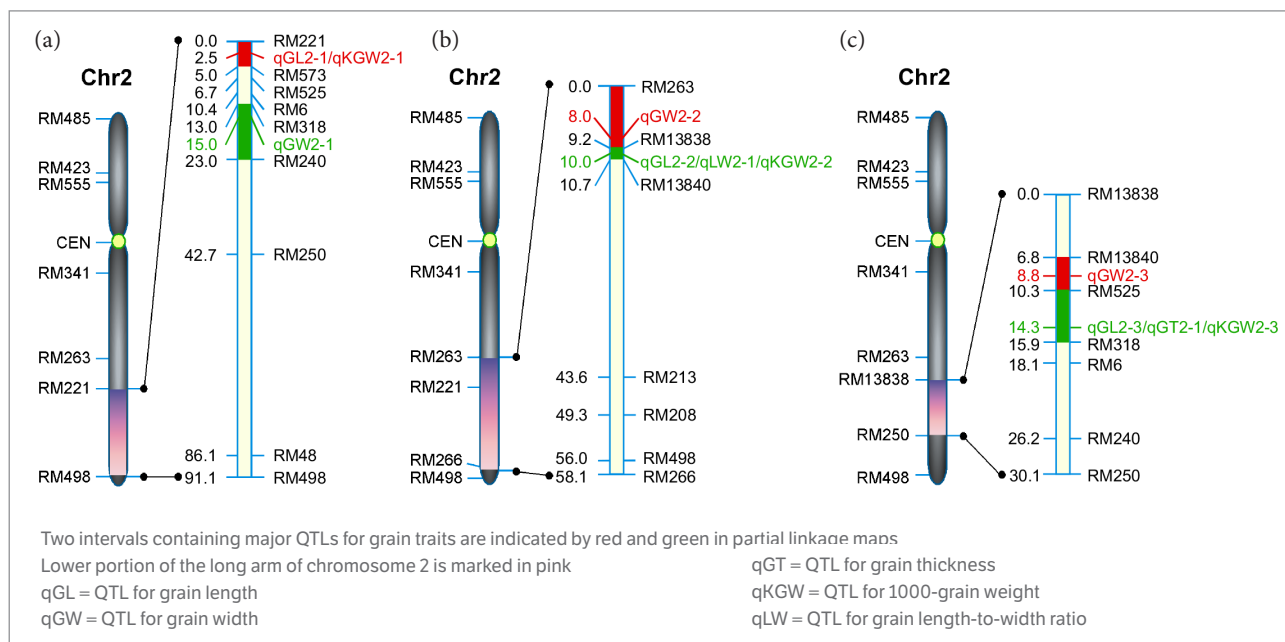 (a)
Chr2
RM485
RM423
RM555
CEN
RM341
RM263
RM221
RM498
0.0 RM221
2.5 qGL2-1/qKGW2-1
5.0 RM573
6.7 RM525
10.4 RM6
13.0 RM318
15.0 qGW2-1
23.0 RM240
42.7 RM250
86.1 RM48
91.1 RM498
(b)
Chr2
RM485
RM423
RM555
CEN
RM341
RM263
RM221
RM266
RM498
0.0 RM263
8.0 qGW2-2
9.2 RM13838
10.0 qGL2-2/qLW2-1/qKGW2-2
10.7 RM13840
43.6 RM213
49.3 RM208
56.0 RM498
58.1 RM266
(c)
Chr2
RM485
RM423
RM555
CEN
RM341
RM263
RM13838
RM250
RM498
0.0 RM13838
6.8 RM13840
8.8 qGW2-3
10.3 RM525
14.3 qGL2-3/qGT2-1/qKGW2-3
15.9 RM318
18.1 RM6
26.2 RM240
30.1 RM250
Two intervals containing major QTLs for grain traits are indicated by red and green in partial linkage maps
Lower portion of the long arm of chromosome 2 is marked in pink
qGL = QTL for grain length
qGW = QTL for grain width
qGT = QTL for grain thickness
qKGW = QTL for 1000-grain weight
qLW = QTL for grain length-to-width ratio